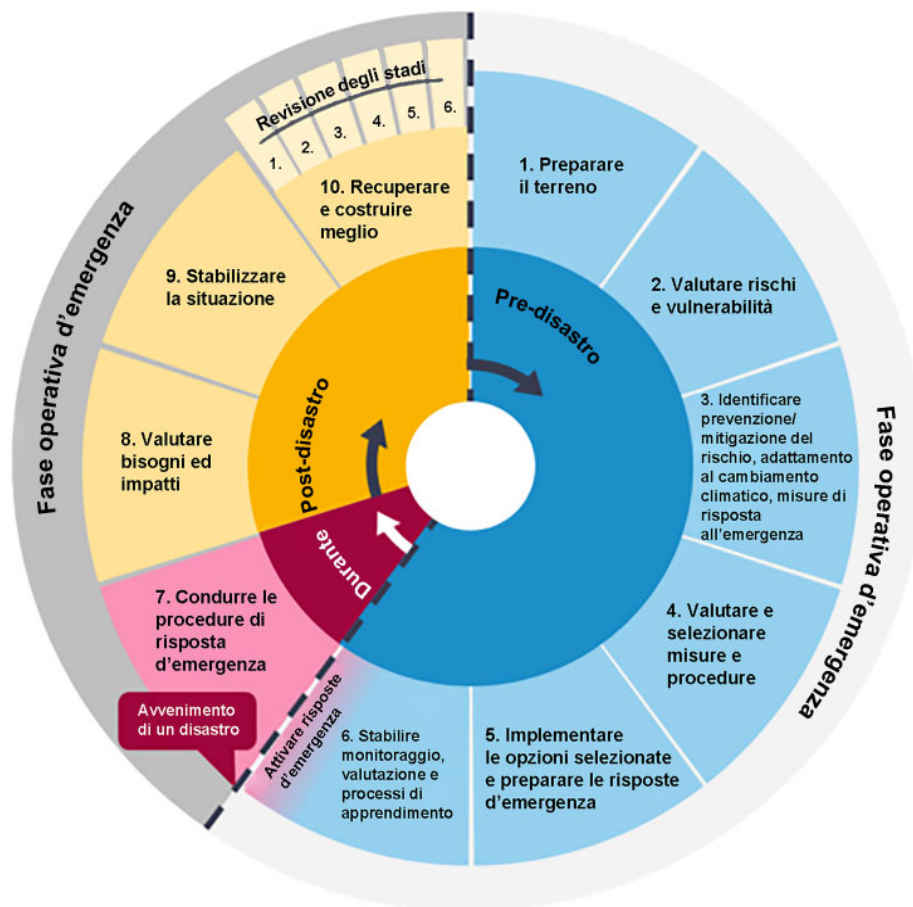 Fase operativa d'emergenza
Revisione degli stadi
1.
2.
3.
4.
5.
6.
10. Recuperare
e costruire
meglio
9. Stabilizzare
la situazione
8. Valutare
bisogni ed
impatti
7. Condurre le
procedure di
risposta
d'emergenza
Avvenimento
di un disastro
Post-disastro
Durante
Pre-disastro
1. Preparare
il terreno
2. Valutare rischi
e vulnerabilità
3. Identificare
prevenzione/
mitigazione del
rischio, adattamento
al cambiamento
climatico, misure di
risposta
all'emergenza
4. Valutare e
selezionare
misure e
procedure
5. Implementare
le opzioni selezionate
e preparare le risposte
d'emergenza
6. Stabilire
monitoraggio,
valutazione e
processi di
apprendimento
Attivare risposte
d'emergenza
Fase operativa d'emergenza